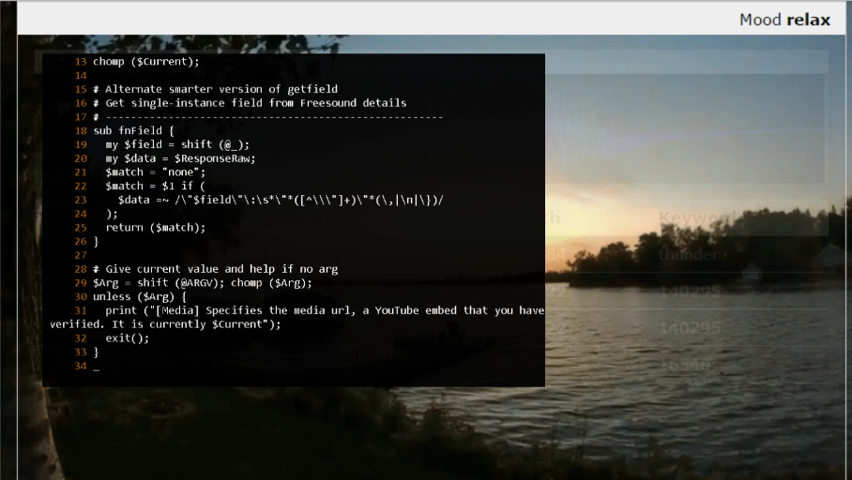 Mood relax
13 chomp ($Current);
14
15 # Alternate smarter version of getfield
16 # Get single-instance field from Freesound details
17 # -----------------------------------------------------
18 sub fnField {
19 my $field = shift (@_);
20 my $data = $ResponseRaw;
21 $match = "none";
22 $match = $1 if (
23 $data =~ /\"$field\"\:\s*\"*([^\\\"]+)\"*(\,|\n|\})/
24 );
25 return ($match);
26 }
27
28 # Give current value and help if no arg
29 $Arg = shift (@ARGV); chomp ($Arg);
30 unless ($Arg) {
31 print ("[Media] Specifies the media url, a YouTube embed that you have
verified. It is currently $Current");
32 exit();
33 }
34 _
thunder
140295
140295